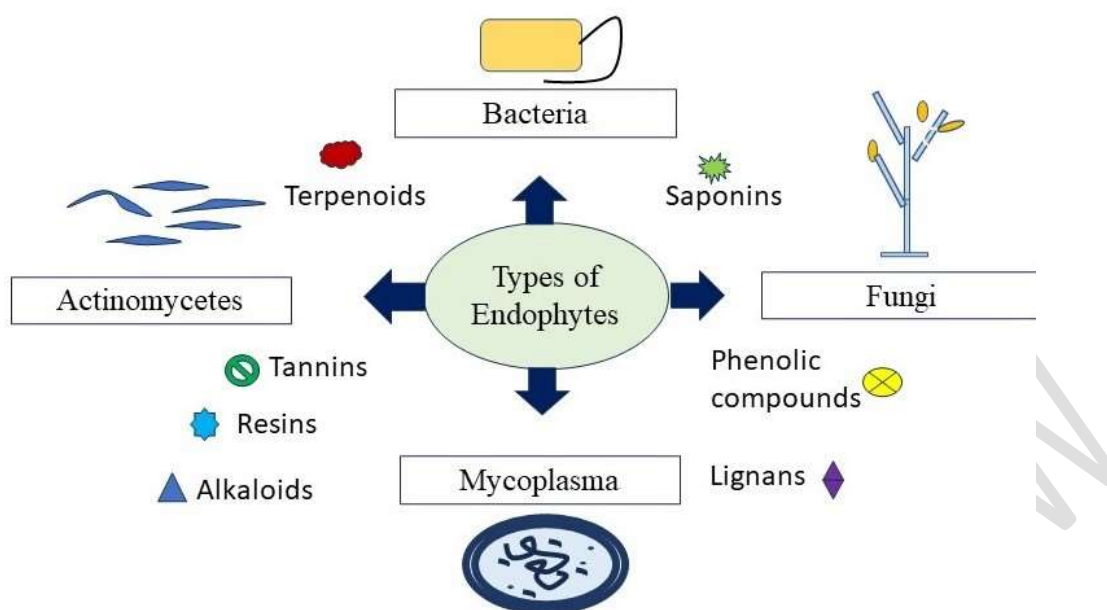 Bacteria
Terpenoids
Saponins
Actinomycetes
Types of
Endophytes
Fungi
Tannins
Phenolic
compounds
Resins
Alkaloids
Mycoplasma
Lignans